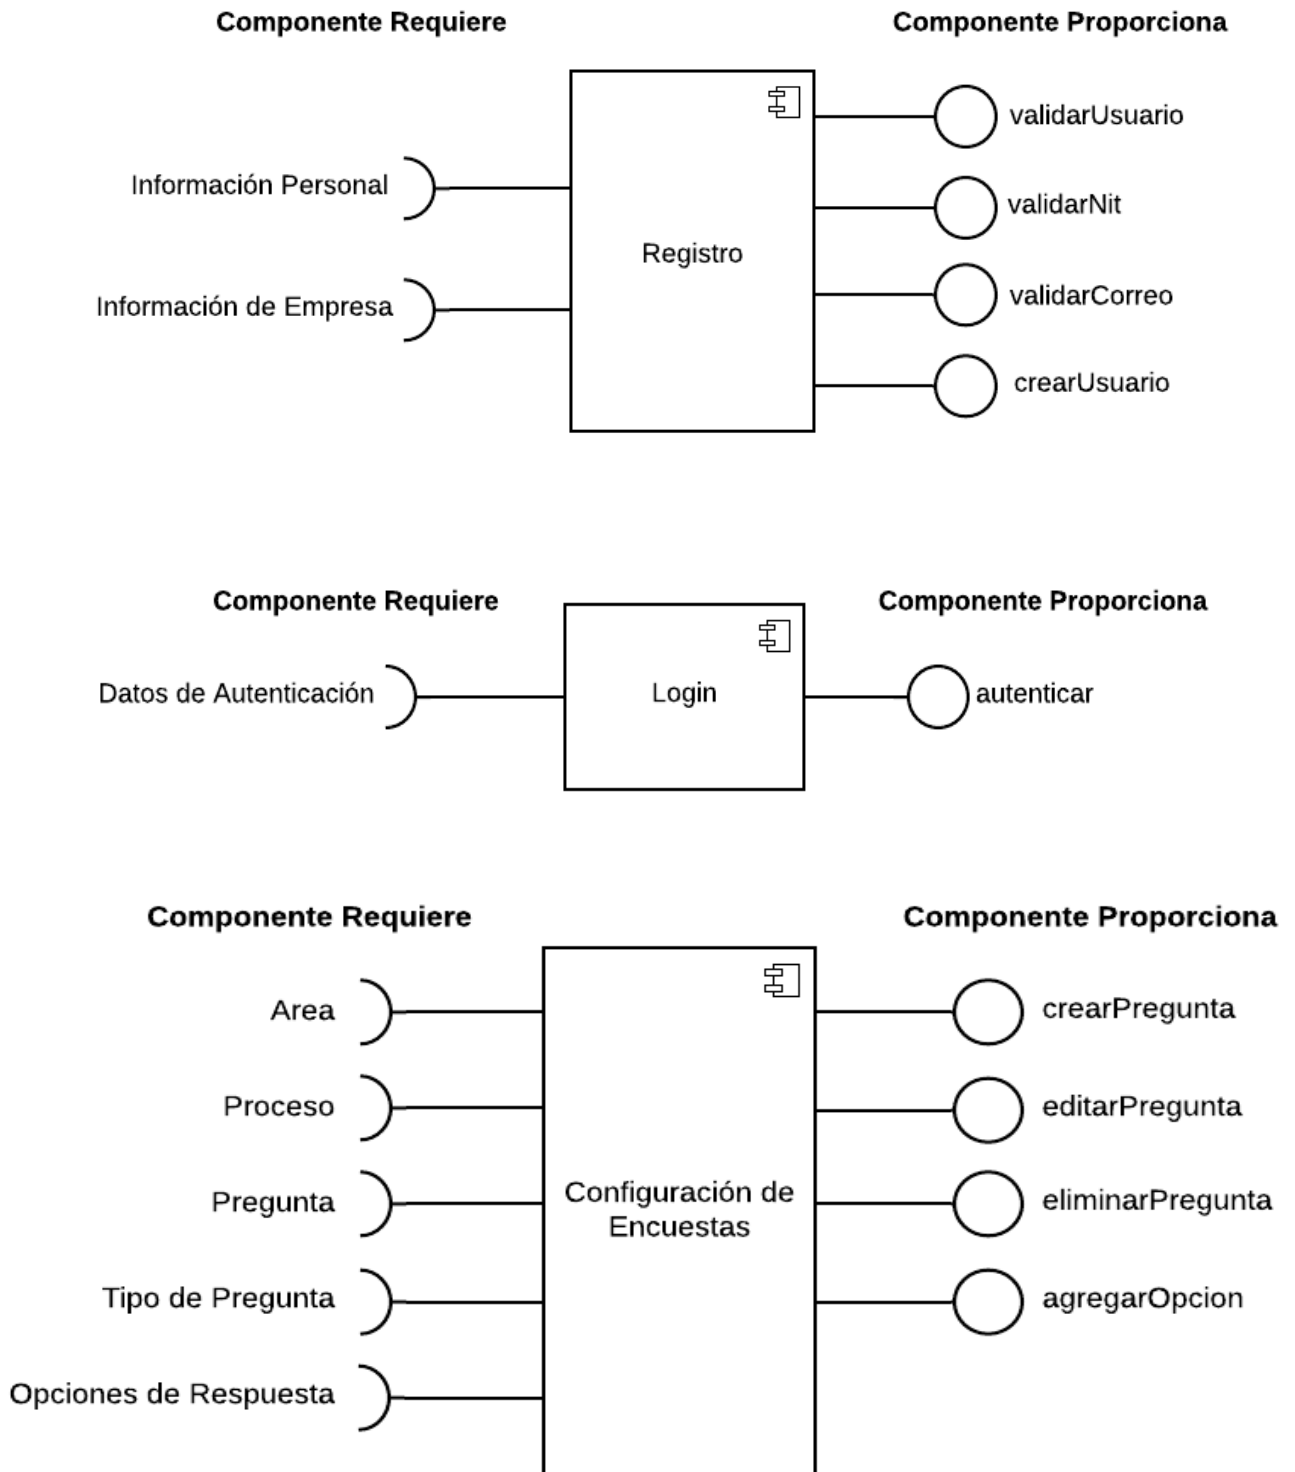 Componente Requiere
Componente Proporciona
validarUsuario
Información Personal
validarNit
Registro
validarCorreo
Información de Empresa
crearUsuario
Componente Requiere
Componente Proporciona
Datos de Autenticación
Login
autenticar
Componente Requiere
Componente Proporciona
Area
crearPregunta
Proceso
editarPregunta
Pregunta
Configuración de
Encuestas
eliminarPregunta
Tipo de Pregunta
agregarOpcion
Opciones de Respuesta